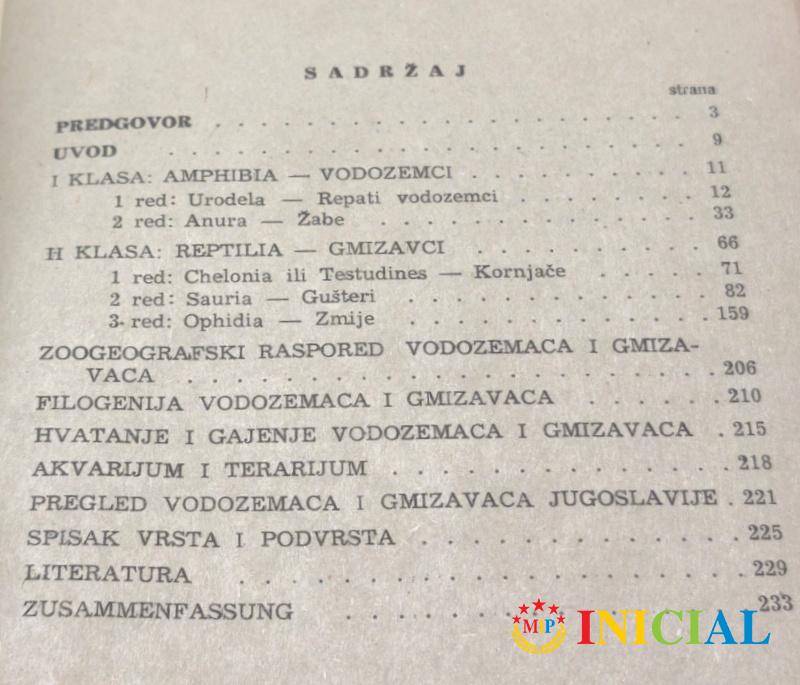 SADRŽAJ
strana
PREDGOVOR . . . . . . . . . . . . . . . . . . 3
UVOD . . . . . . . . . . . . . . . . . . . . 9
I KLASA: AMPHIBIA — VODOZEMCI . . . . . . . . . 11
1 red: Urodela — Repati vodozemci . . . . . . . 12
2 red: Anura — Žabe . . . . . . . . . . . . . 33
II KLASA: REPTILIA — GMIZAVCI . . . . . . . . . 66
1 red: Chelonia ili Testudines — Kornjače . . . . 71
2 red: Sauria — Gušteri . . . . . . . . . . . . 82
3 red: Ophidia — Zmije . . . . . . . . . . . . 159
ZOOGEOGRAFSKI RASPORED VODOZEMACA I GMIZA-
VACA . . . . . . . . . . . . . . . . . . . 206
FILOGENIJA VODOZEMACA I GMIZAVACA . . . . . . 210
HVATANJE I GAJENJE VODOZEMACA I GMIZAVACA . 215
AKVARIJUM I TERARIJUM . . . . . . . . . . . . 218
PREGLED VODOZEMACA I GMIZAVACA JUGOSLAVIJE . 221
SPISAK VRSTA I PODVRSTA . . . . . . . . . . . 225
LITERATURA . . . . . . . . . . . . . . . . . 229
ZUSAMMENFASSUNG . . . . . . . . . . . . . . 233
MIP INICIAL